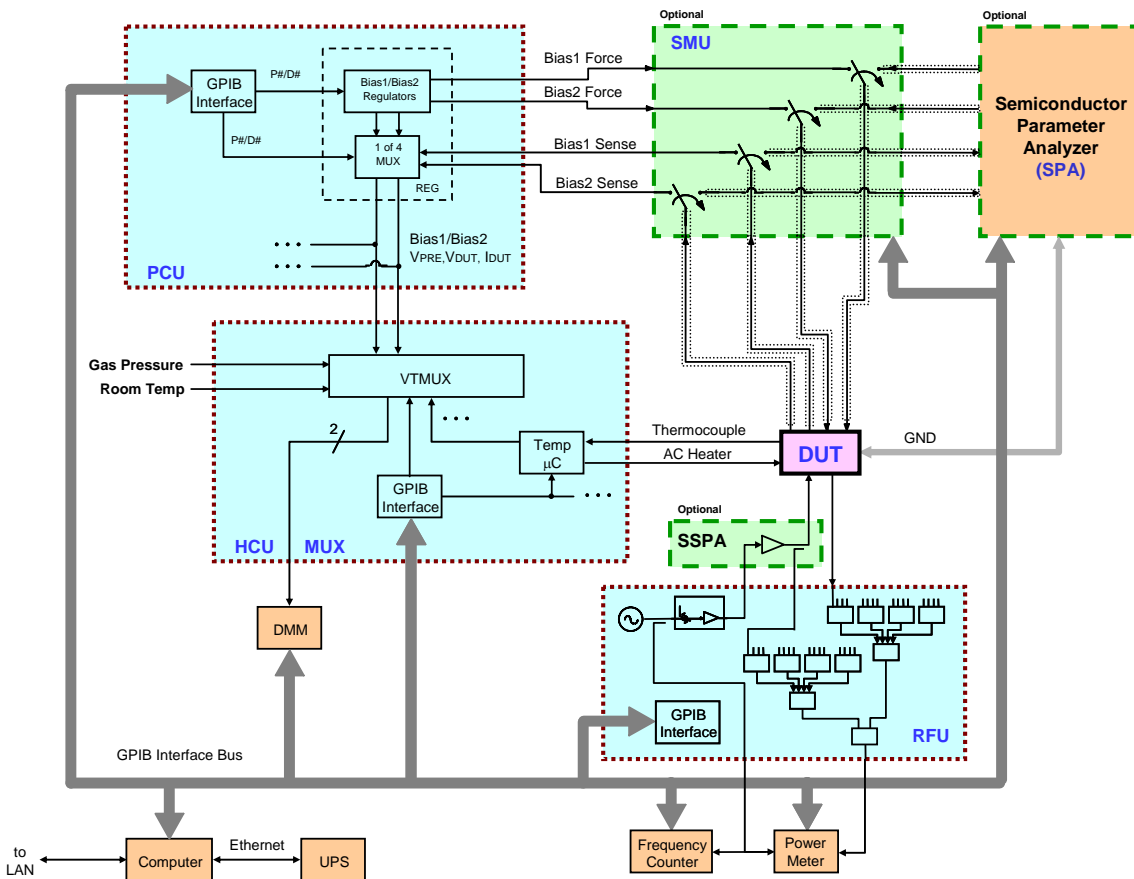 Optional
SMU
Optional
Semiconductor
Parameter
Analyzer
(SPA)
GPIB
Interface
P#/D#
P#/D#
Bias1/Bias2
Regulators
1 of 4
MUX
REG
Bias1 Force
Bias2 Force
Bias1 Sense
Bias2 Sense
• • •
• • •
Bias1/Bias2
VPRE,VDUT, IDUT
PCU
Gas Pressure
Room Temp
VTMUX
• • •
2
Temp
µC
GPIB
Interface
• • •
HCU
MUX
Thermocouple
AC Heater
DUT
GND
Optional
SSPA
DMM
GPIB
Interface
RFU
GPIB Interface Bus
to
LAN
Computer
Ethernet
UPS
Frequency
Counter
Power
Meter